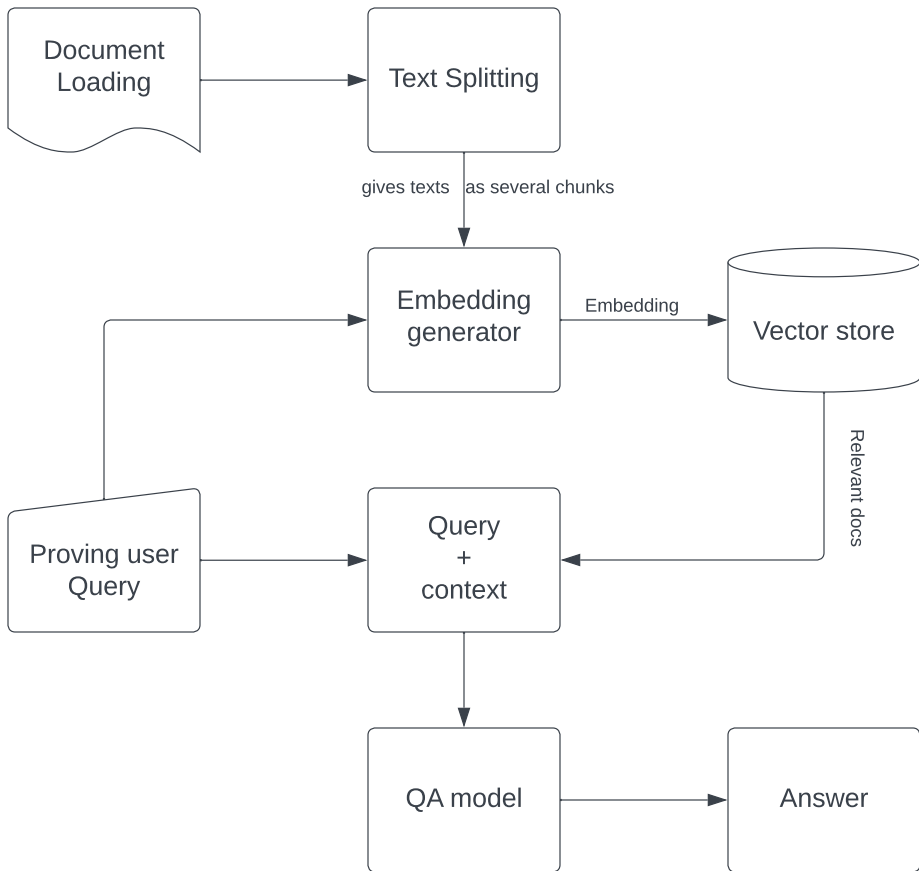 Document
Loading
Text Splitting
gives texts as several chunks
Embedding
generator
Embedding
Vector store
Relevant docs
Proving user
Query
Query
+
context
QA model
Answer